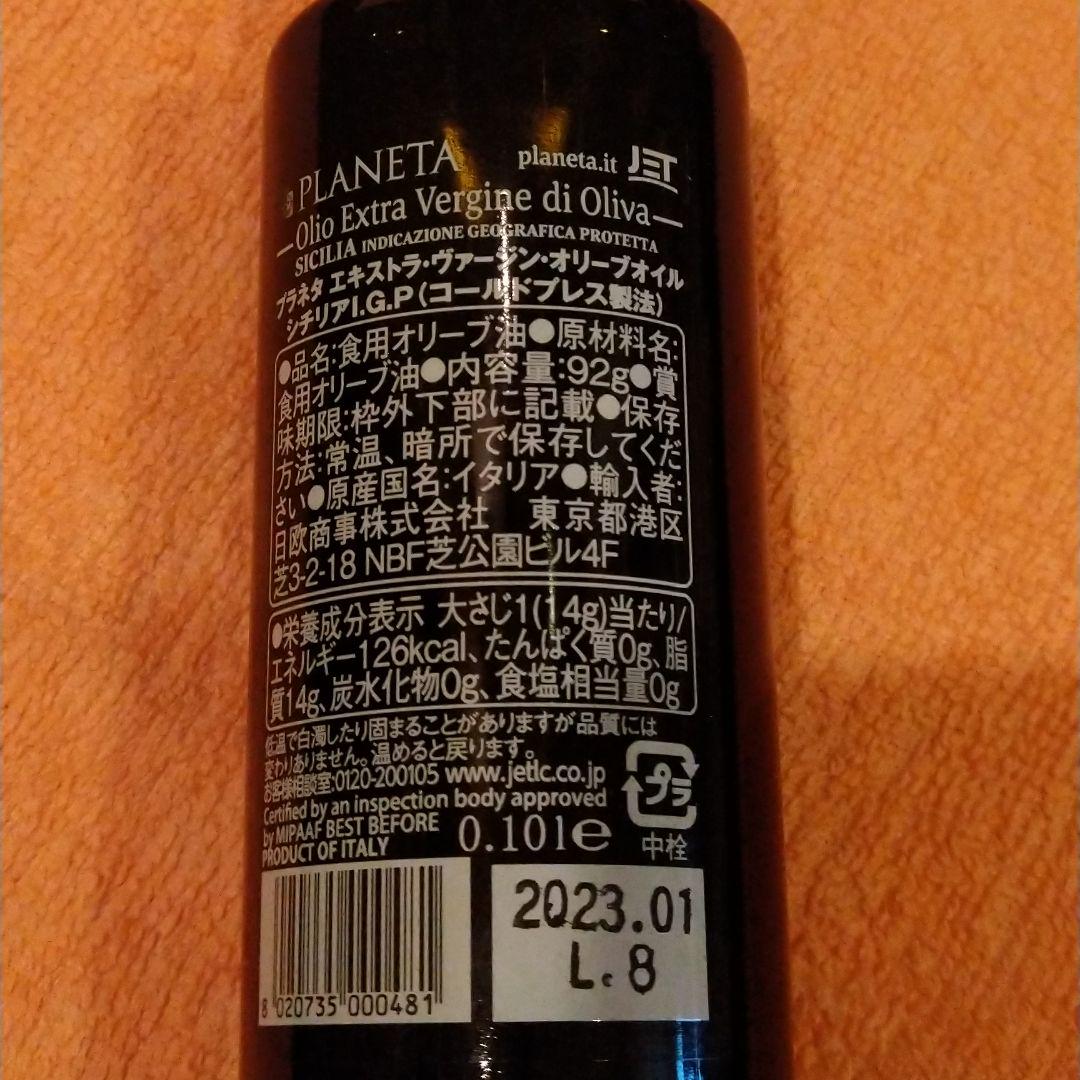 PLANETA planeta.it JET
Olio Extra Vergine di Oliva
SICILIA INDICAZIONE GEOGRAFICA PROTETTA
プラネタ エキストラ・ヴァージン・オリーブオイル
シチリアI.G.P(コールドプレス製法)
●品名:食用オリーブ油●原材料名:
食用オリーブ油●内容量:92g●賞
味期限:枠外下部に記載●保存
方法:常温、暗所で保存してくだ
さい●原産国名:イタリア●輸入者:
日欧商事株式会社 東京都港区
芝3-2-18 NBF芝公園ビル4F
●栄養成分表示 大さじ1(14g)当たり/
エネルギー126kcal、たんぱく質0g、脂
質14g、炭水化物0g、食塩相当量0g
低温で白濁したり固まることがありますが品質には
変わりありません。温めると戻ります。
お客様相談室:0120-200105 www.jetlc.co.jp
Certified by an inspection body approved
by MIPAAF BEST BEFORE
PRODUCT OF ITALY
0.10l e
プラ
中栓
8 020735 000481
2023.01
L.8